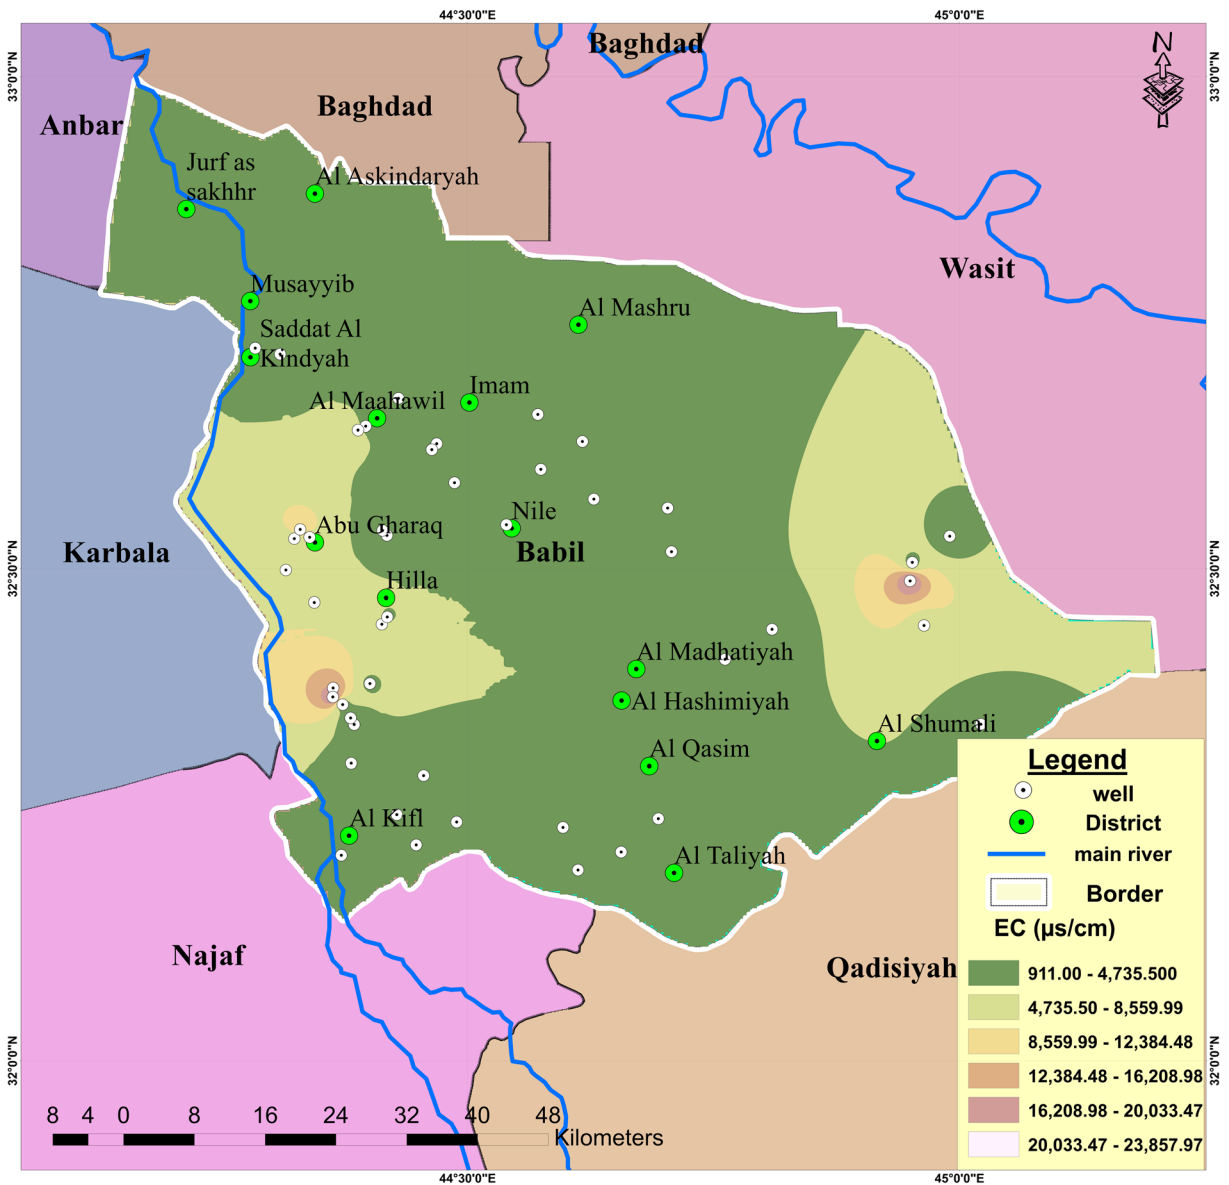 44°30'0"E
45°0'0"E
33°0'0"N
33°0'0"N
N
Baghdad
Baghdad
Anbar
Jurf as
sakhhr
Al Askindaryah
Wasit
Musayyib
Al Mashru
Saddat Al
Kindyah
Imam
Al Maahawil
Nile
Abu Gharaq
Karbala
Babil
32°30'0"N
32°30'0"N
Hilla
Al Madhatiyah
Al Hashimiyah
Al Shumali
Al Qasim
Al Kifl
Al Taliyah
Najaf
Qadisiyah
Legend
well
District
main river
Border
EC (µs/cm)
911.00 - 4,735.500
4,735.50 - 8,559.99
8,559.99 - 12,384.48
12,384.48 - 16,208.98
16,208.98 - 20,033.47
20,033.47 - 23,857.97
32°0'0"N
32°0'0"N
8 4 0 8 16 24 32 40 48
Kilometers
44°30'0"E
45°0'0"E